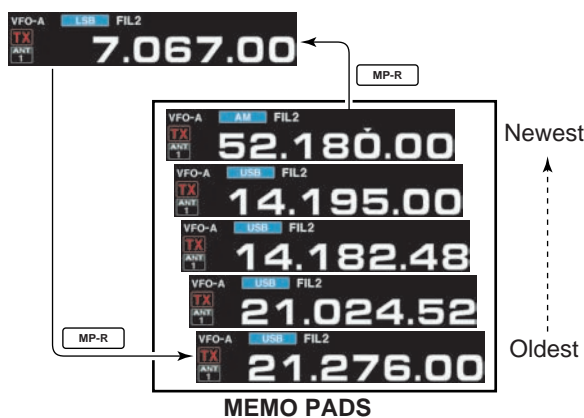 VFO-A LSB FIL2
TX
ANT
1
7.067.00
MP-R
VFO-A AM FIL2
TX
ANT
1
52.180.00
Newest
VFO-A USB FIL2
TX
ANT
1
14.195.00
VFO-A USB FIL2
TX
ANT
1
14.182.48
VFO-A USB FIL2
TX
ANT
1
21.024.52
MP-R
VFO-A USB FIL2
TX
ANT
1
21.276.00
Oldest
MEMO PADS